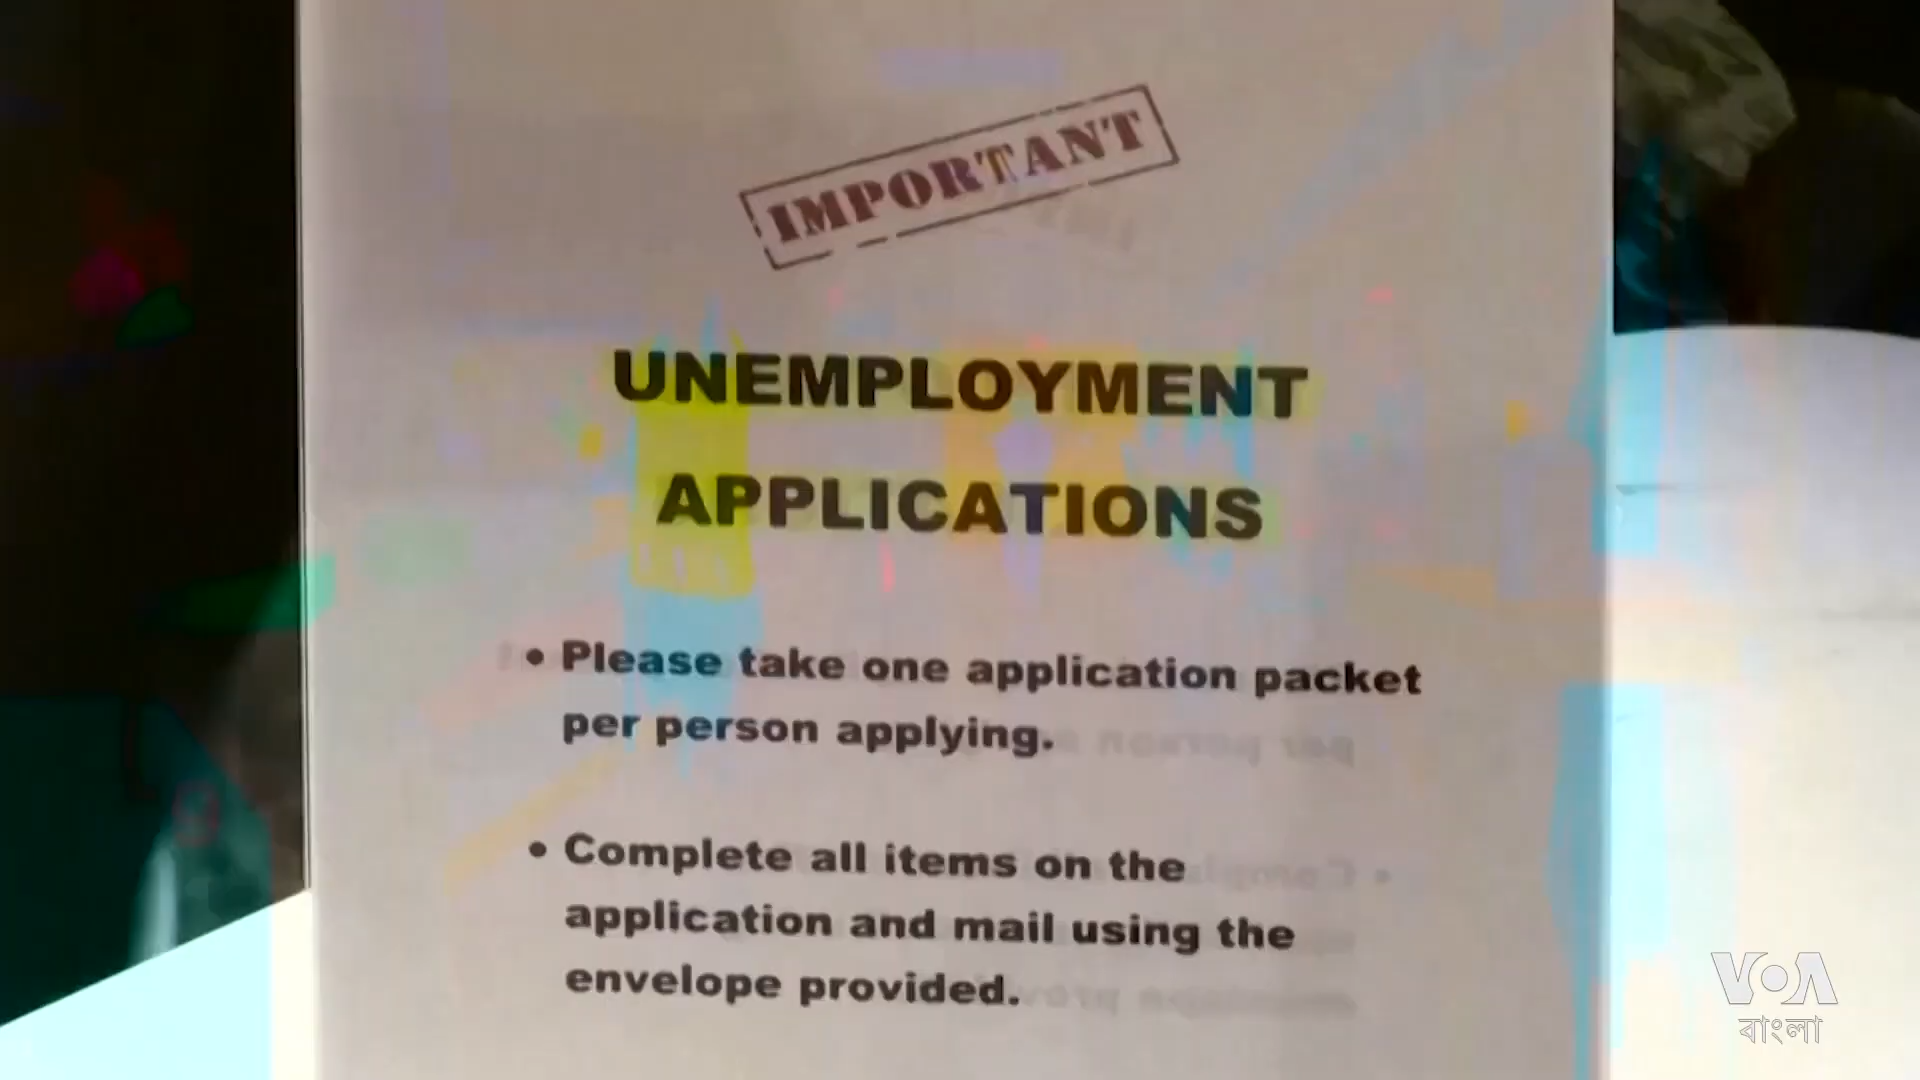 IMPORTANT
UNEMPLOYMENT
APPLICATIONS
• Please take one application packet
per person applying.
• Complete all items on the
application and mail using the
envelope provided.
VOA
বাংলা